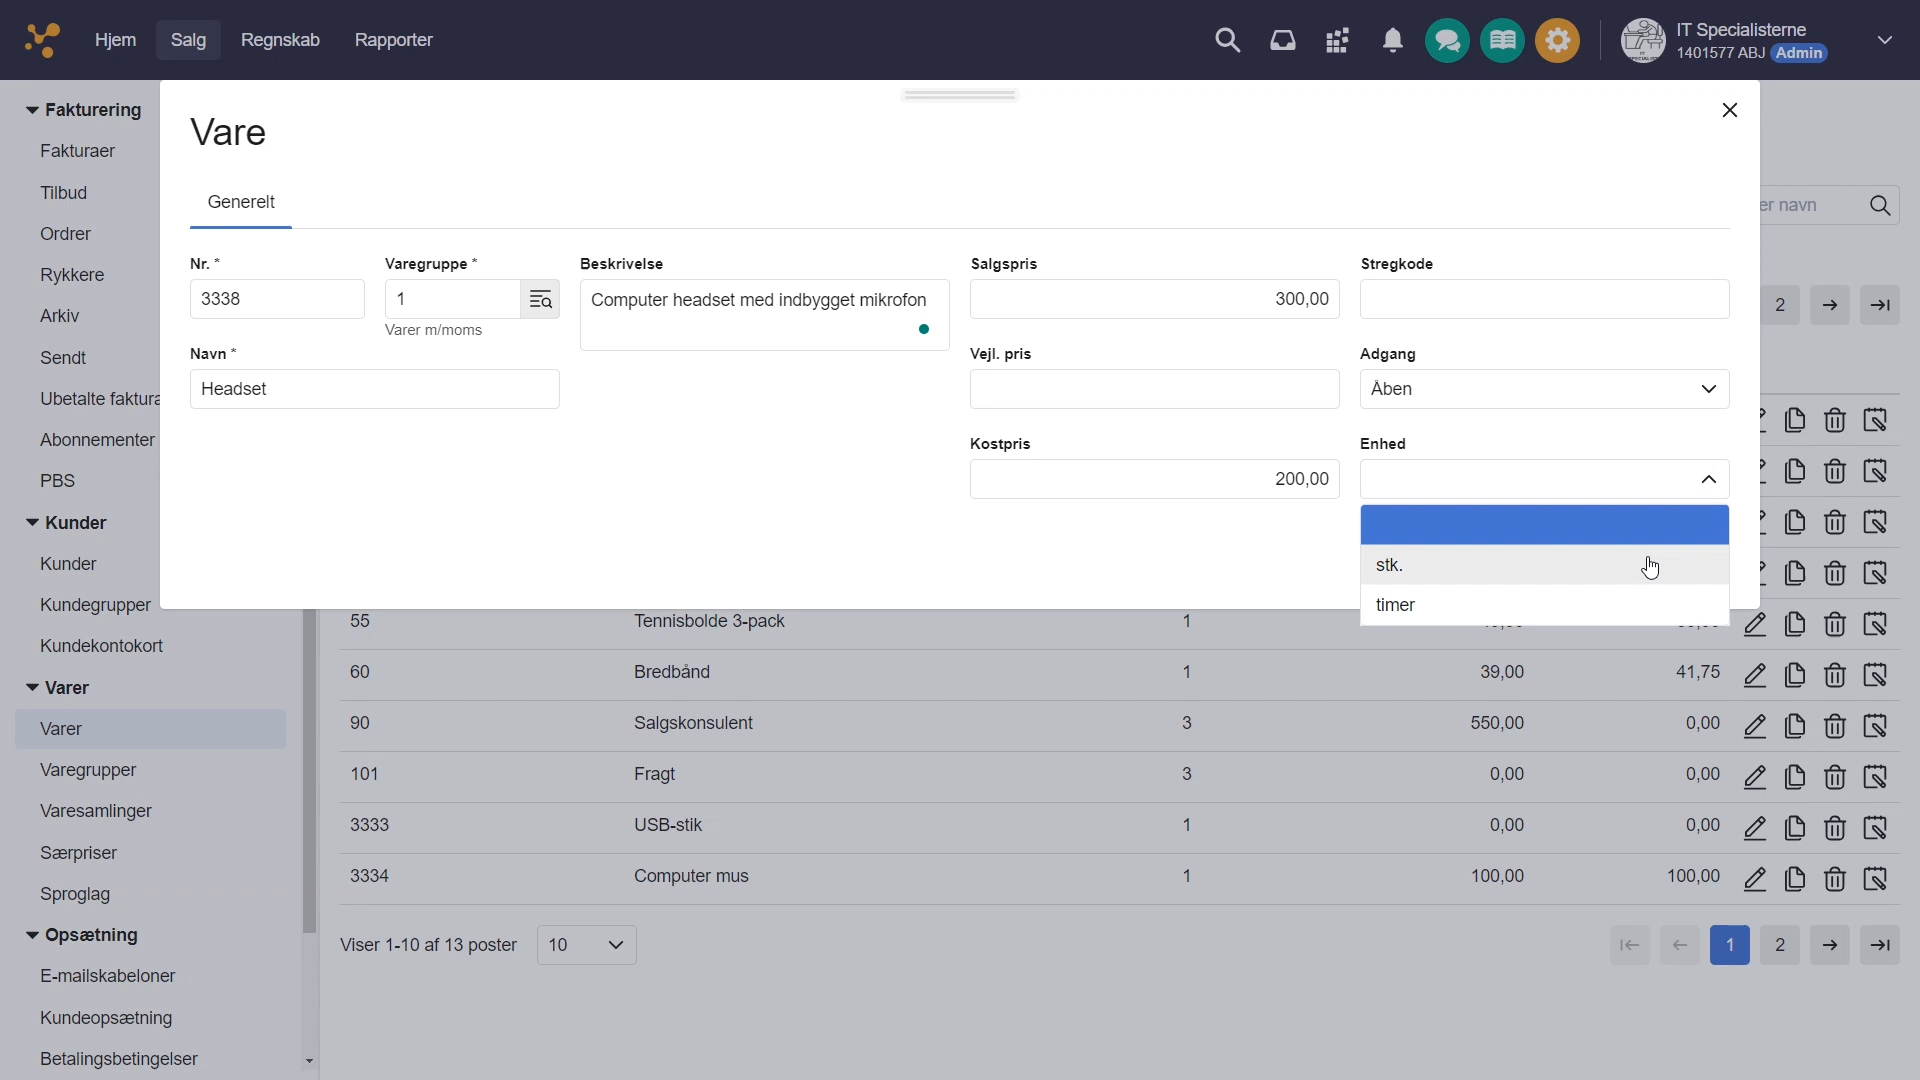 Hjem
Salg
Regnskab
Rapporter
IT Specialisterne
1401577 ABJ Admin
Fakturering
Fakturaer
Tilbud
Ordrer
Rykkere
Arkiv
Sendt
Ubetalte faktura
Abonnementer
PBS
Kunder
Kunder
Kundegrupper
Kundekontokort
Varer
Varer
Varegrupper
Varesamlinger
Særpriser
Sproglag
Opsætning
E-mailskabeloner
Kundeopsætning
Betalingsbetingelser
Vare
Generelt
Nr. *
3338
Varegruppe *
1
Varer m/moms
Navn *
Headset
Beskrivelse
Computer headset med indbygget mikrofon
Salgspris
300,00
Vejl. pris
Kostpris
200,00
Stregkode
Adgang
Åben
Enhed
stk.
timer
er navn
2
55 Tennisbolde 3-pack 1
60 Bredbånd 1 39,00 41,75
90 Salgskonsulent 3 550,00 0,00
101 Fragt 3 0,00 0,00
3333 USB-stik 1 0,00 0,00
3334 Computer mus 1 100,00 100,00
Viser 1-10 af 13 poster 10
1 2